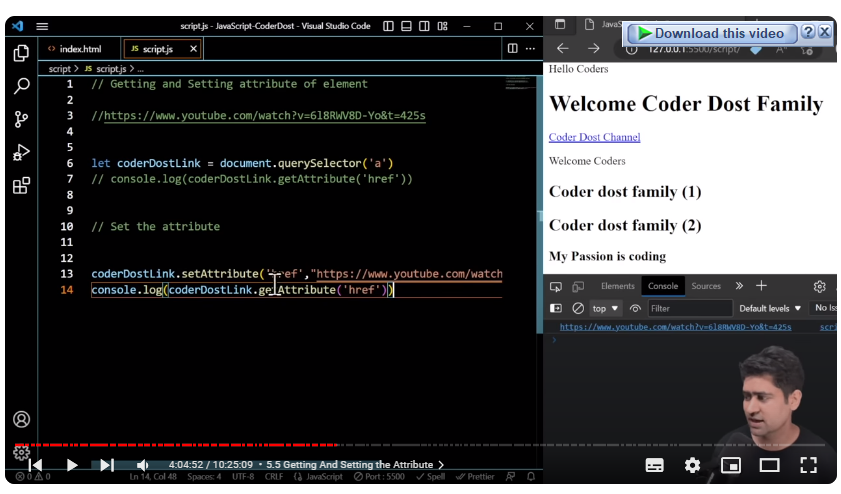 script.js - JavaScript-CoderDost - Visual Studio Code
index.html
JS script.js
script > JS script.js > ...
1 // Getting and Setting attribute of element
2
3 //https://www.youtube.com/watch?v=6l8RWV8D-Yo&t=425s
4
5
6 let coderDostLink = document.querySelector('a')
7 // console.log(coderDostLink.getAttribute('href'))
8
9
10 // Set the attribute
11
12
13 coderDostLink.setAttribute('href',"https://www.youtube.com/watch
14 console.log(coderDostLink.getAttribute('href'))
Download this video
127.0.0.1:5500/script/
Hello Coders
Welcome Coder Dost Family
Coder Dost Channel
Welcome Coders
Coder dost family (1)
Coder dost family (2)
My Passion is coding
Elements Console Sources
top Filter Default levels No Iss
https://www.youtube.com/watch?v=6l8RWV8D-Yo&t=425s scri
4:04:52 / 10:25:09 • 5.5 Getting And Setting the Attribute
0 0 Ln 14, Col 48 Spaces: 4 UTF-8 CRLF JavaScript Port : 5500 Spell Prettier